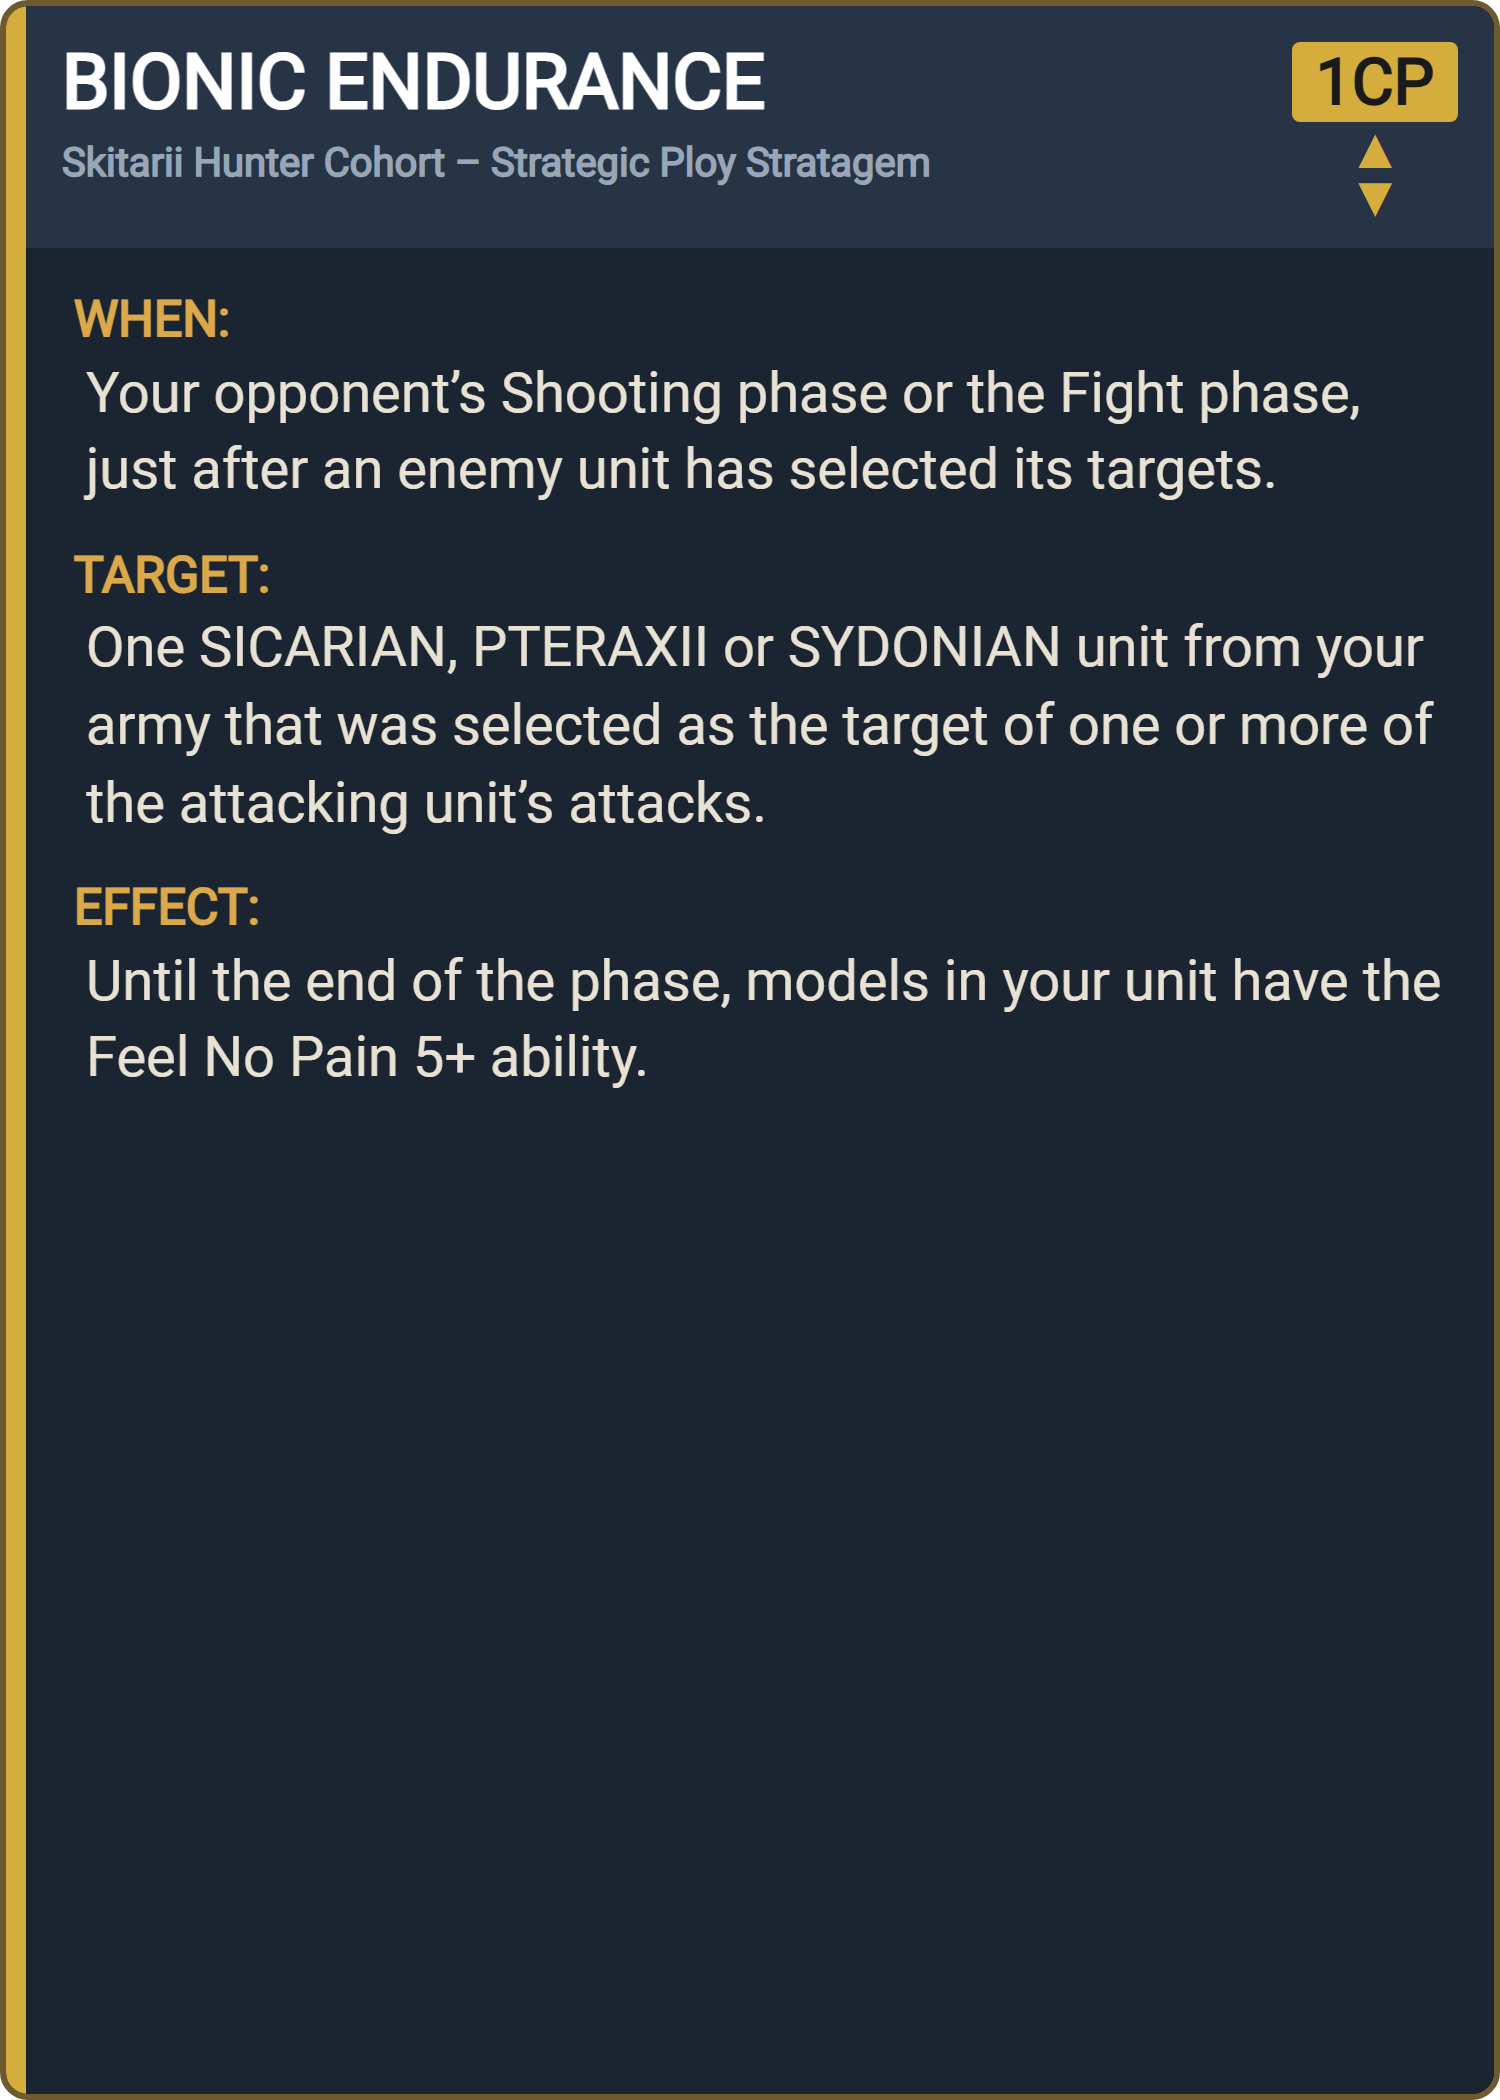 BIONIC ENDURANCE
1CP
Skitarii Hunter Cohort – Strategic Ploy Stratagem
WHEN:
Your opponent’s Shooting phase or the Fight phase,
just after an enemy unit has selected its targets.
TARGET:
One SICARIAN, PTERAXII or SYDONIAN unit from your
army that was selected as the target of one or more of
the attacking unit’s attacks.
EFFECT:
Until the end of the phase, models in your unit have the
Feel No Pain 5+ ability.